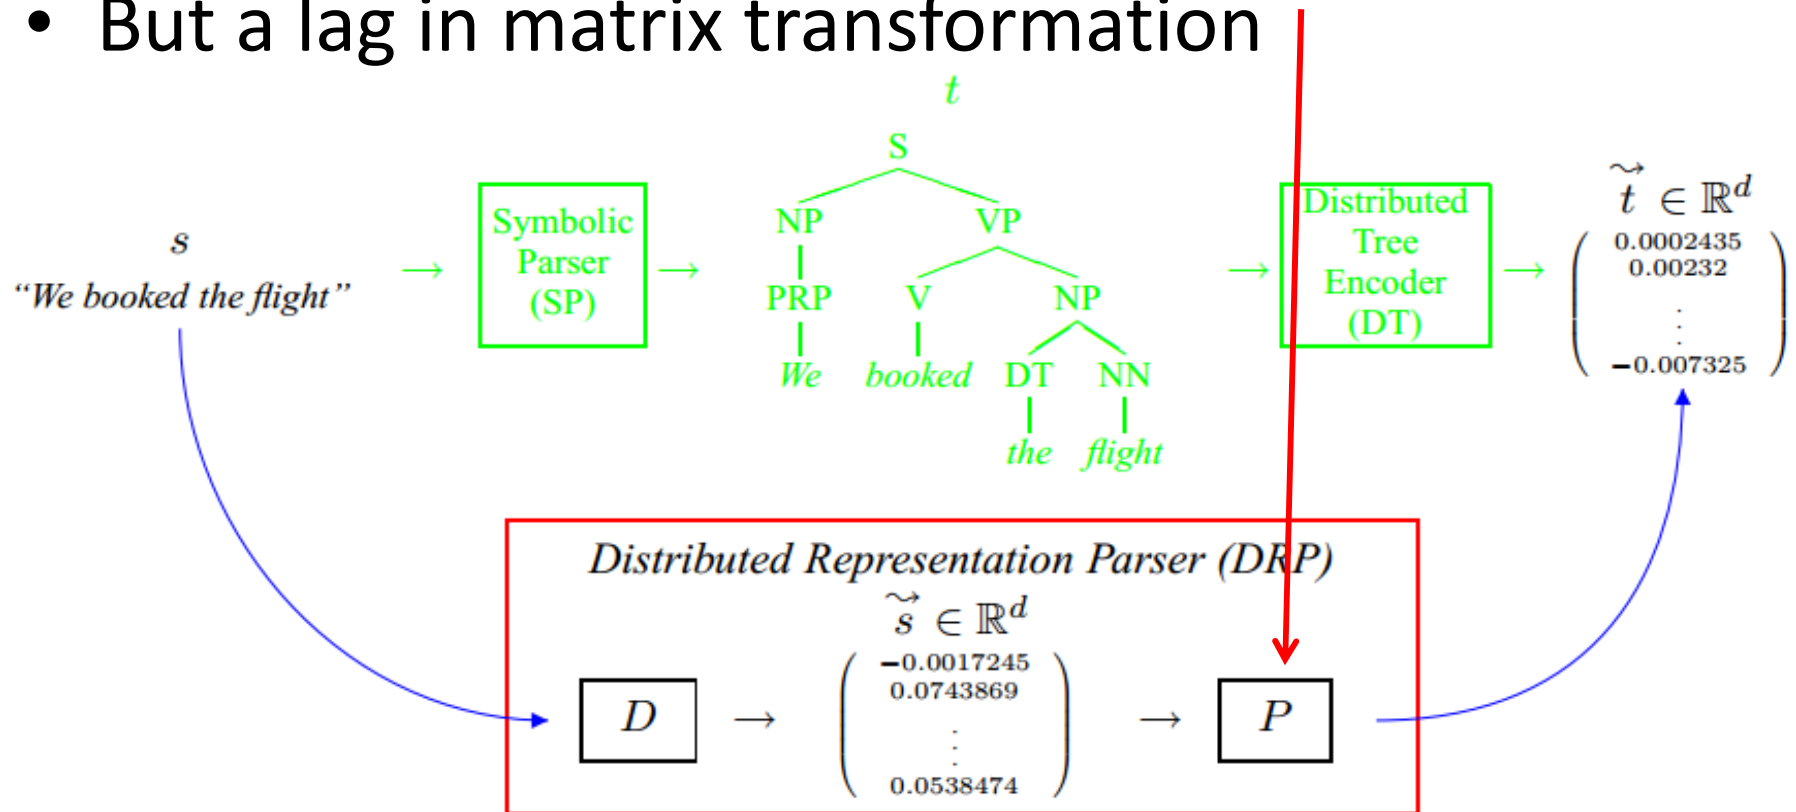 • But a lag in matrix transformation
t
S
NP VP
PRP V NP
We booked DT NN
the flight
s
“We booked the flight”
→
Symbolic
Parser
(SP)
→
→
Distributed
Tree
Encoder
(DT)
→
t ∈ ℝᵈ
0.0002435
0.00232
⋮
−0.007325
Distributed Representation Parser (DRP)
s ∈ ℝᵈ
D
→
−0.0017245
0.0743869
⋮
0.0538474
→
P